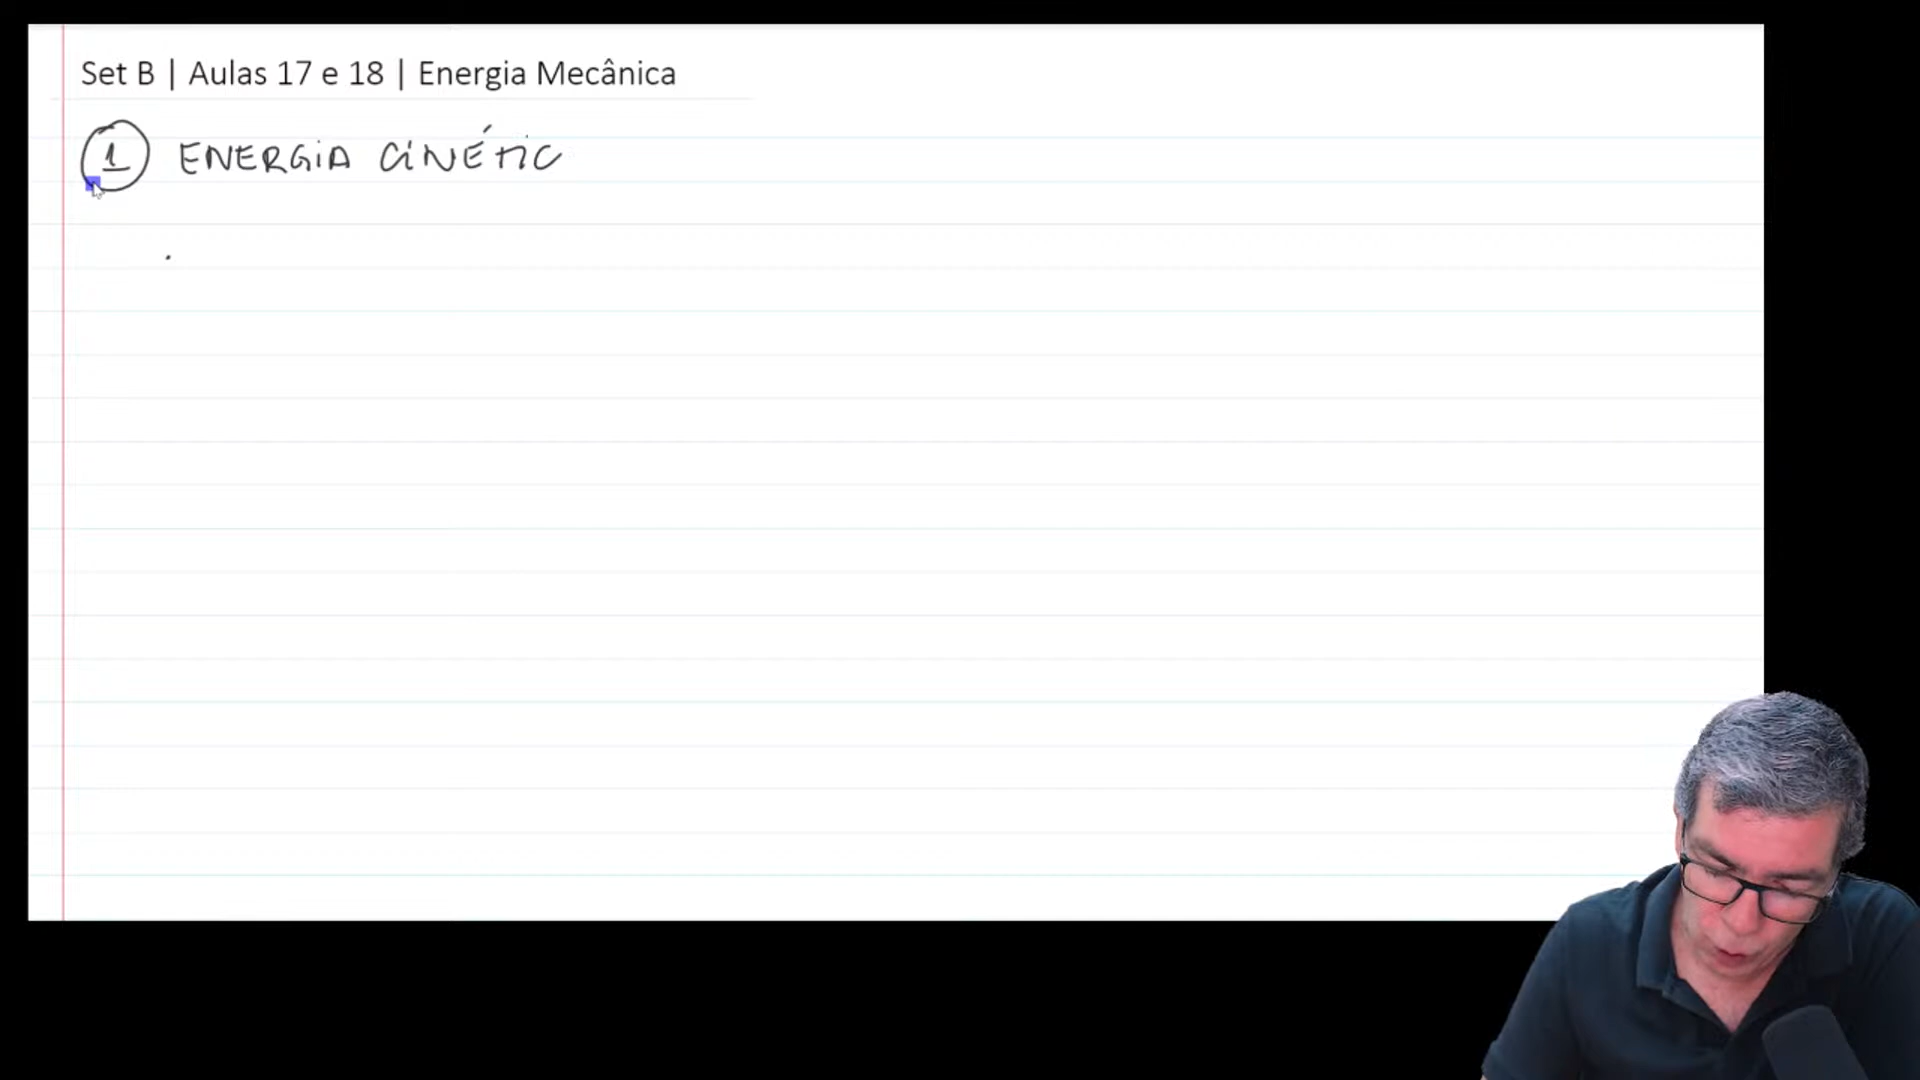 Set B | Aulas 17 e 18 | Energia Mecânica
1 ENERGIA CINÉTIC